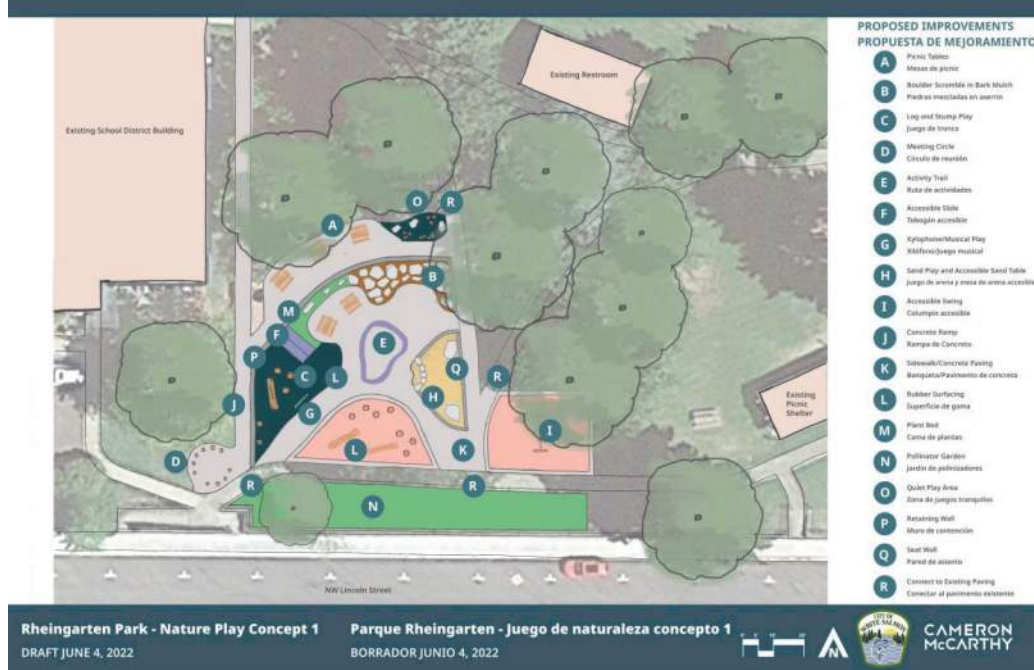 PROPOSED IMPROVEMENTS
PROPUESTA DE MEJORAMIENTO
A
Picnic Tables
Mesas de picnic
B
Boulder Scramble in Bark Mulch
Piedras mezcladas en aserrín
C
Log and Stump Play
Juego de tronco
D
Meeting Circle
Círculo de reunión
E
Activity Trail
Ruta de actividades
F
Accessible Slide
Tobogán accesible
G
Xylophone/Musical Play
Xilófono/Juego musical
H
Sand Play and Accessible Sand Table
Juego de arena y mesa de arena accesible
I
Accessible Swing
Columpio accesible
J
Concrete Ramp
Rampa de Concreto
K
Sidewalk/Concrete Paving
Banqueta/Pavimento de concreto
L
Rubber Surfacing
Superficie de goma
M
Plant Bed
Cama de plantas
N
Pollinator Garden
Jardín de polinizadores
O
Quiet Play Area
Zona de juegos tranquilos
P
Retaining Wall
Muro de contención
Q
Seat Wall
Pared de asiento
R
Connect to Existing Paving
Conectar al pavimento existente
Existing School District Building
Existing Restroom
Existing
Picnic
Shelter
O R
A
B
M
F
E
P
C L
Q
R
J
G
H
I
L
K
D
R
R
N
NW Lincoln Street
Rheingarten Park - Nature Play Concept 1
DRAFT JUNE 4, 2022
Parque Rheingarten - Juego de naturaleza concepto 1
BORRADOR JUNIO 4, 2022
N
CITY OF
WHITE SALMON
CAMERON
McCARTHY